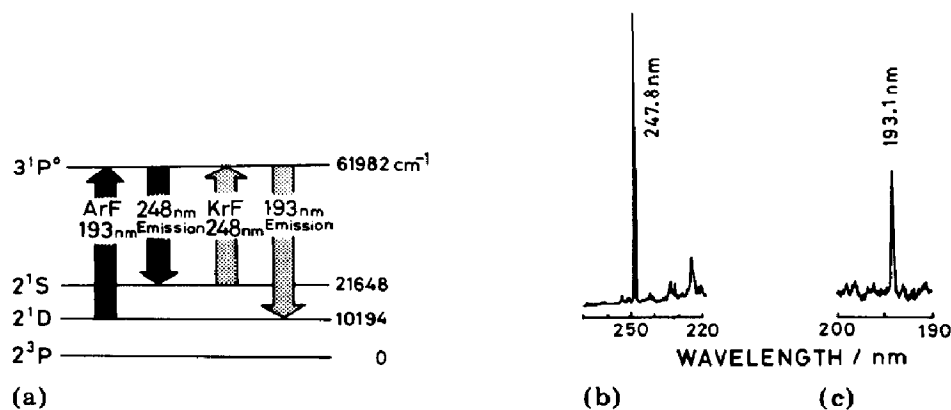 3¹P° 61982 cm⁻¹
ArF
193nm
248nm
Emission
KrF
248nm
193nm
Emission
2¹S 21648
2¹D 10194
2³P 0
(a)
247.8nm
250 220
(b)
193.1nm
200 190
(c)
WAVELENGTH / nm